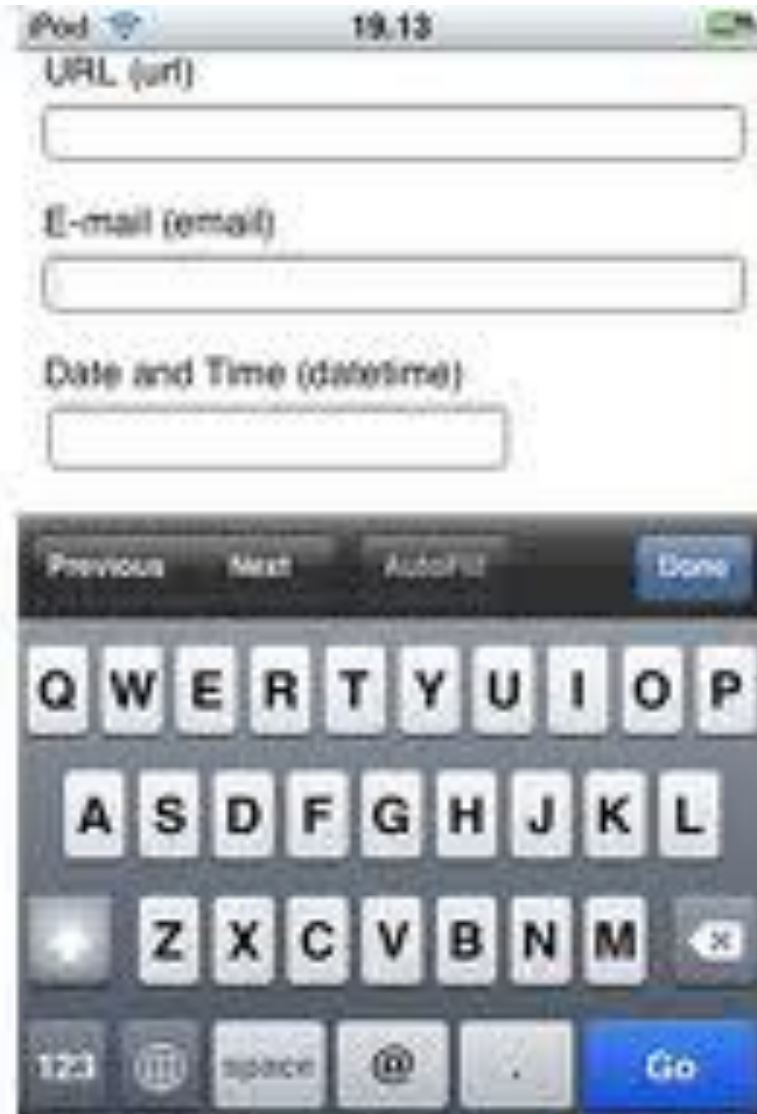 iPod 19.13
URL (url)
E-mail (email)
Date and Time (datetime)
Previous Next AutoFill Done
Q W E R T Y U I O P
A S D F G H J K L
Z X C V B N M
123 space @ . Go